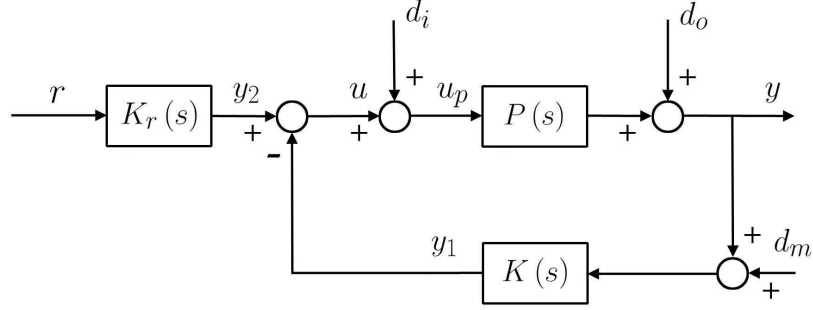 d_i
d_o
r
K_r (s)
y_2
u
u_p
P (s)
y
+
+
+
+
+
-
y_1
K (s)
+
d_m
+